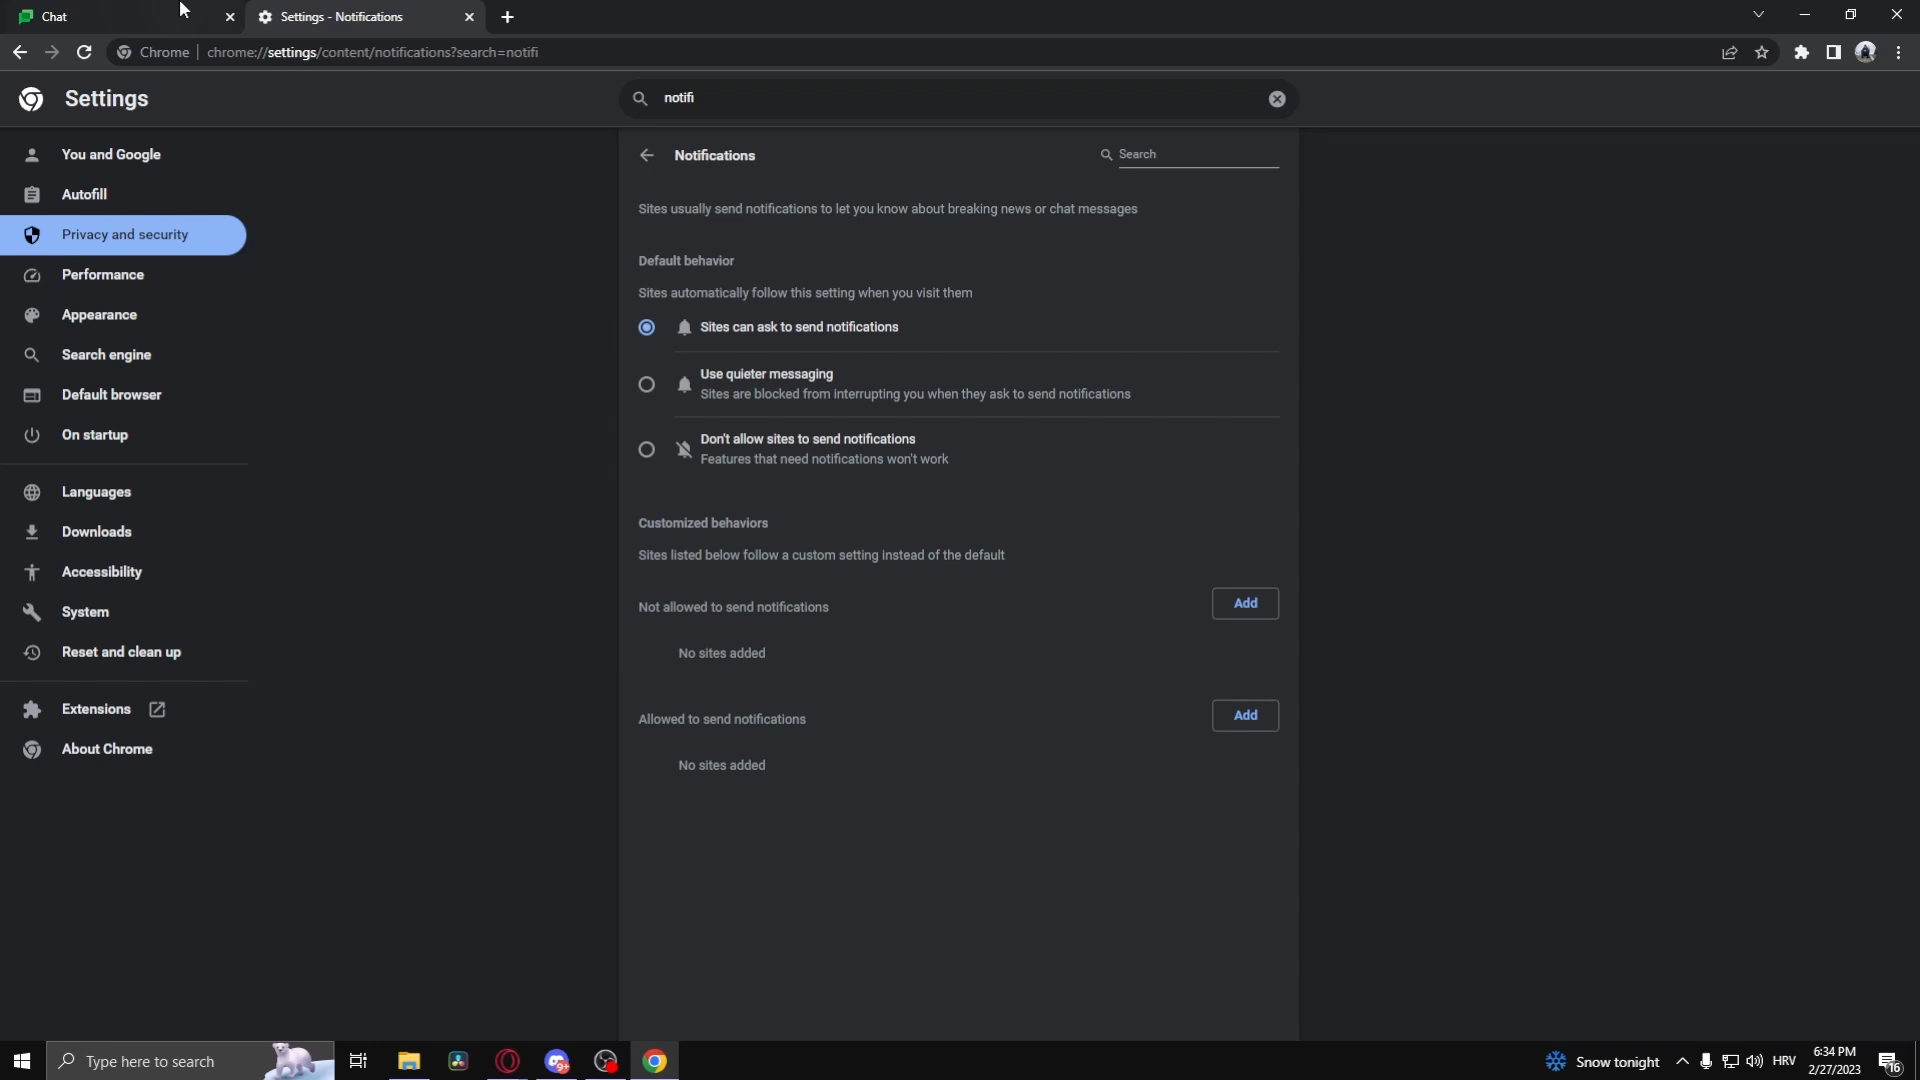 Chat
Settings - Notifications
Chrome
chrome://settings/content/notifications?search=notifi
Settings
notifi
You and Google
Autofill
Privacy and security
Performance
Appearance
Search engine
Default browser
On startup
Languages
Downloads
Accessibility
System
Reset and clean up
Extensions
About Chrome
Notifications
Search
Sites usually send notifications to let you know about breaking news or chat messages
Default behavior
Sites automatically follow this setting when you visit them
Sites can ask to send notifications
Use quieter messaging
Sites are blocked from interrupting you when they ask to send notifications
Don't allow sites to send notifications
Features that need notifications won't work
Customized behaviors
Sites listed below follow a custom setting instead of the default
Not allowed to send notifications
Add
No sites added
Allowed to send notifications
Add
No sites added
Type here to search
9+
Snow tonight
HRV
6:34 PM
2/27/2023
16